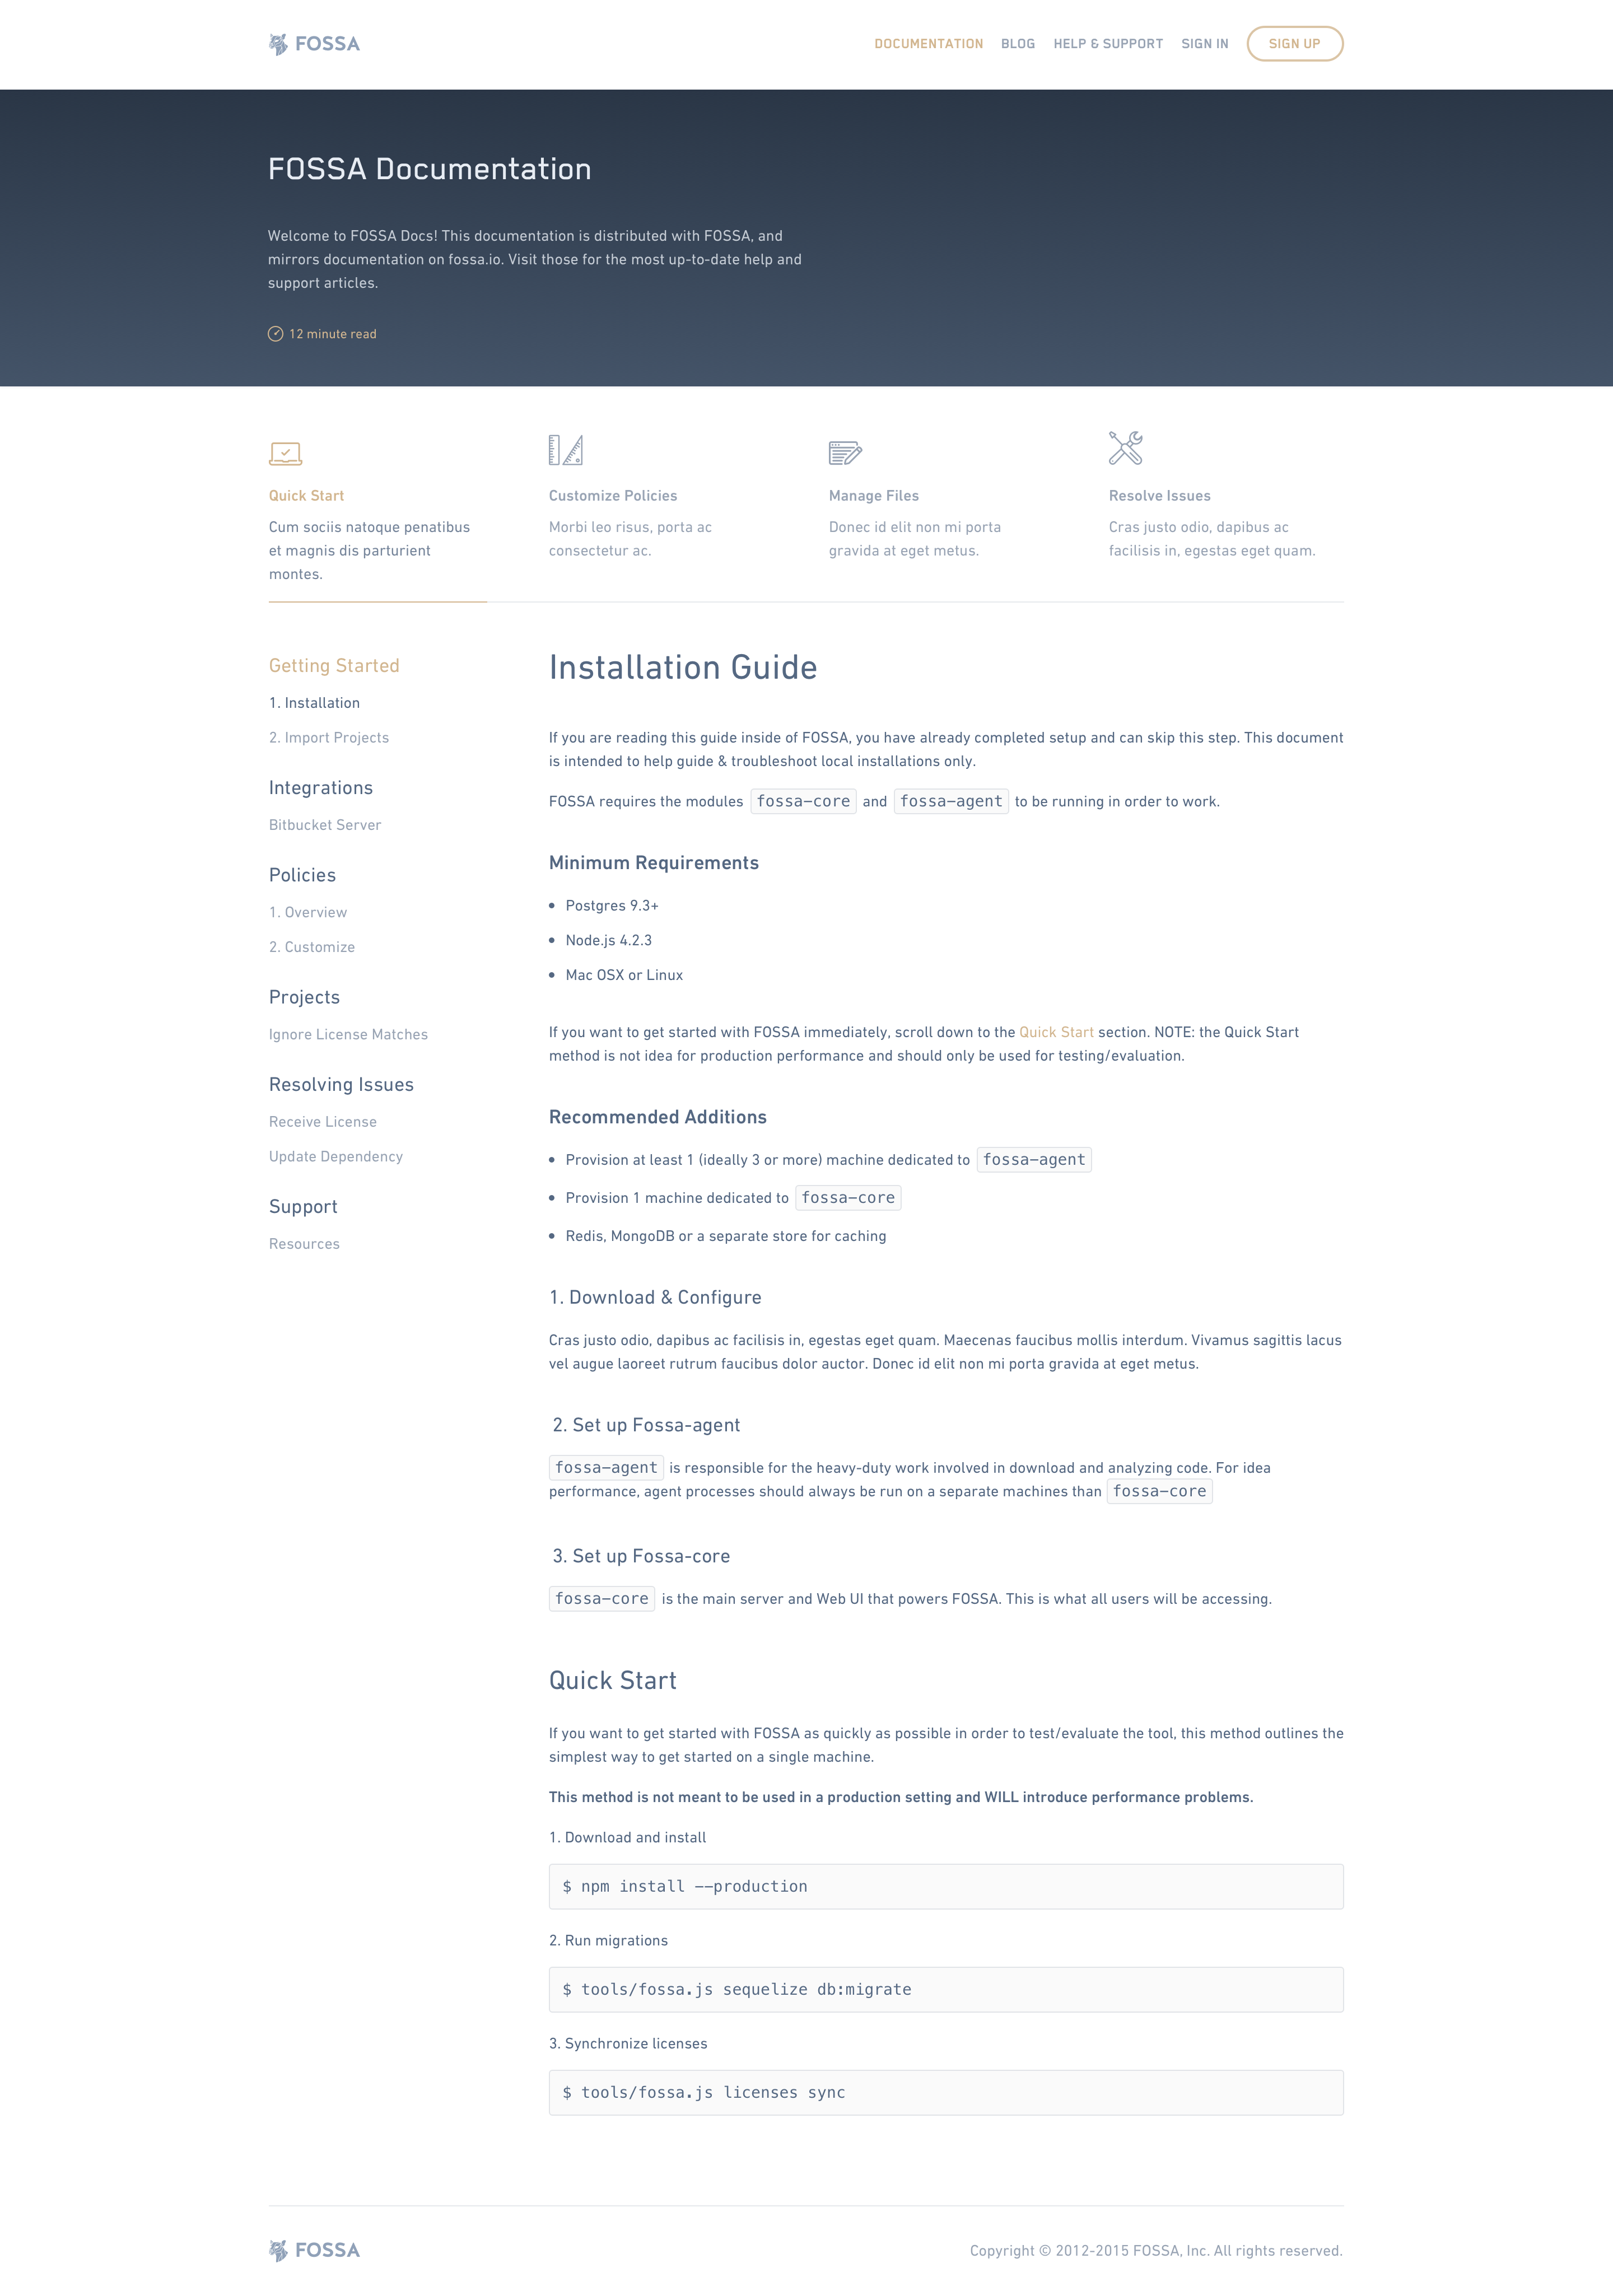 FOSSA
DOCUMENTATION BLOG HELP & SUPPORT SIGN IN SIGN UP
FOSSA Documentation
Welcome to FOSSA Docs! This documentation is distributed with FOSSA, and
mirrors documentation on fossa.io. Visit those for the most up-to-date help and
support articles.
12 minute read
Quick Start
Cum sociis natoque penatibus
et magnis dis parturient
montes.
Customize Policies
Morbi leo risus, porta ac
consectetur ac.
Manage Files
Donec id elit non mi porta
gravida at eget metus.
Resolve Issues
Cras justo odio, dapibus ac
facilisis in, egestas eget quam.
Getting Started
1. Installation
2. Import Projects
Integrations
Bitbucket Server
Policies
1. Overview
2. Customize
Projects
Ignore License Matches
Resolving Issues
Receive License
Update Dependency
Support
Resources
Installation Guide
If you are reading this guide inside of FOSSA, you have already completed setup and can skip this step. This document
is intended to help guide & troubleshoot local installations only.
FOSSA requires the modules fossa-core and fossa-agent to be running in order to work.
Minimum Requirements
• Postgres 9.3+
• Node.js 4.2.3
• Mac OSX or Linux
If you want to get started with FOSSA immediately, scroll down to the Quick Start section. NOTE: the Quick Start
method is not idea for production performance and should only be used for testing/evaluation.
Recommended Additions
• Provision at least 1 (ideally 3 or more) machine dedicated to fossa-agent
• Provision 1 machine dedicated to fossa-core
• Redis, MongoDB or a separate store for caching
1. Download & Configure
Cras justo odio, dapibus ac facilisis in, egestas eget quam. Maecenas faucibus mollis interdum. Vivamus sagittis lacus
vel augue laoreet rutrum faucibus dolor auctor. Donec id elit non mi porta gravida at eget metus.
2. Set up Fossa-agent
fossa-agent is responsible for the heavy-duty work involved in download and analyzing code. For idea
performance, agent processes should always be run on a separate machines than fossa-core
3. Set up Fossa-core
fossa-core is the main server and Web UI that powers FOSSA. This is what all users will be accessing.
Quick Start
If you want to get started with FOSSA as quickly as possible in order to test/evaluate the tool, this method outlines the
simplest way to get started on a single machine.
This method is not meant to be used in a production setting and WILL introduce performance problems.
1. Download and install
$ npm install --production
2. Run migrations
$ tools/fossa.js sequelize db:migrate
3. Synchronize licenses
$ tools/fossa.js licenses sync
FOSSA
Copyright © 2012-2015 FOSSA, Inc. All rights reserved.